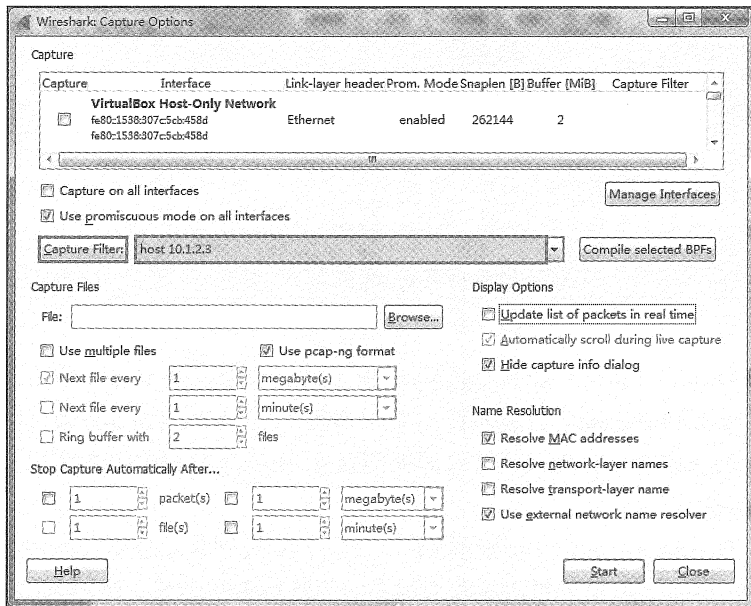 Wireshark: Capture Options
Capture
Capture Interface Link-layer header Prom. Mode Snaplen [B] Buffer [MiB] Capture Filter
VirtualBox Host-Only Network
fe80::1538:307c:5cb:458d Ethernet enabled 262144 2
fe80::1538:307c:5cb:458d
Capture on all interfaces
Manage Interfaces
Use promiscuous mode on all interfaces
Capture Filter: host 10.1.2.3 Compile selected BPFs
Capture Files
File: Browse...
Use multiple files Use pcap-ng format
Next file every 1 megabyte(s)
Next file every 1 minute(s)
Ring buffer with 2 files
Stop Capture Automatically After...
1 packet(s) 1 megabyte(s)
1 file(s) 1 minute(s)
Display Options
Update list of packets in real time
Automatically scroll during live capture
Hide capture info dialog
Name Resolution
Resolve MAC addresses
Resolve network-layer names
Resolve transport-layer name
Use external network name resolver
Help Start Close